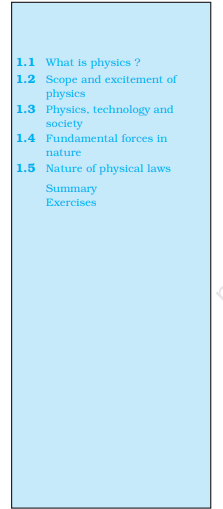 1.1 What is physics ?
1.2 Scope and excitement of
physics
1.3 Physics, technology and
society
1.4 Fundamental forces in
nature
1.5 Nature of physical laws
Summary
Exercises